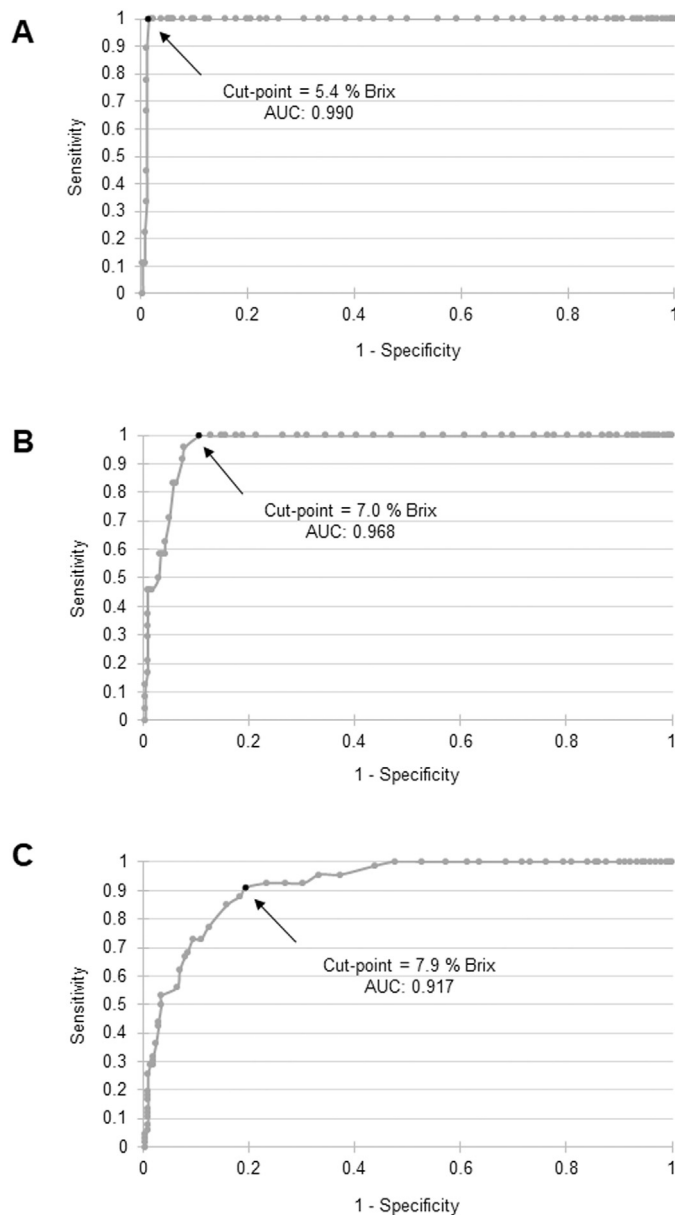 A
1
0.9
0.8
0.7
0.6
0.5
0.4
0.3
0.2
0.1
0
Sensitivity
Cut-point = 5.4 % Brix
AUC: 0.990
0 0.2 0.4 0.6 0.8 1
1 - Specificity
B
1
0.9
0.8
0.7
0.6
0.5
0.4
0.3
0.2
0.1
0
Sensitivity
Cut-point = 7.0 % Brix
AUC: 0.968
0 0.2 0.4 0.6 0.8 1
1 - Specificity
C
1
0.9
0.8
0.7
0.6
0.5
0.4
0.3
0.2
0.1
0
Sensitivity
Cut-point = 7.9 % Brix
AUC: 0.917
0 0.2 0.4 0.6 0.8 1
1 - Specificity